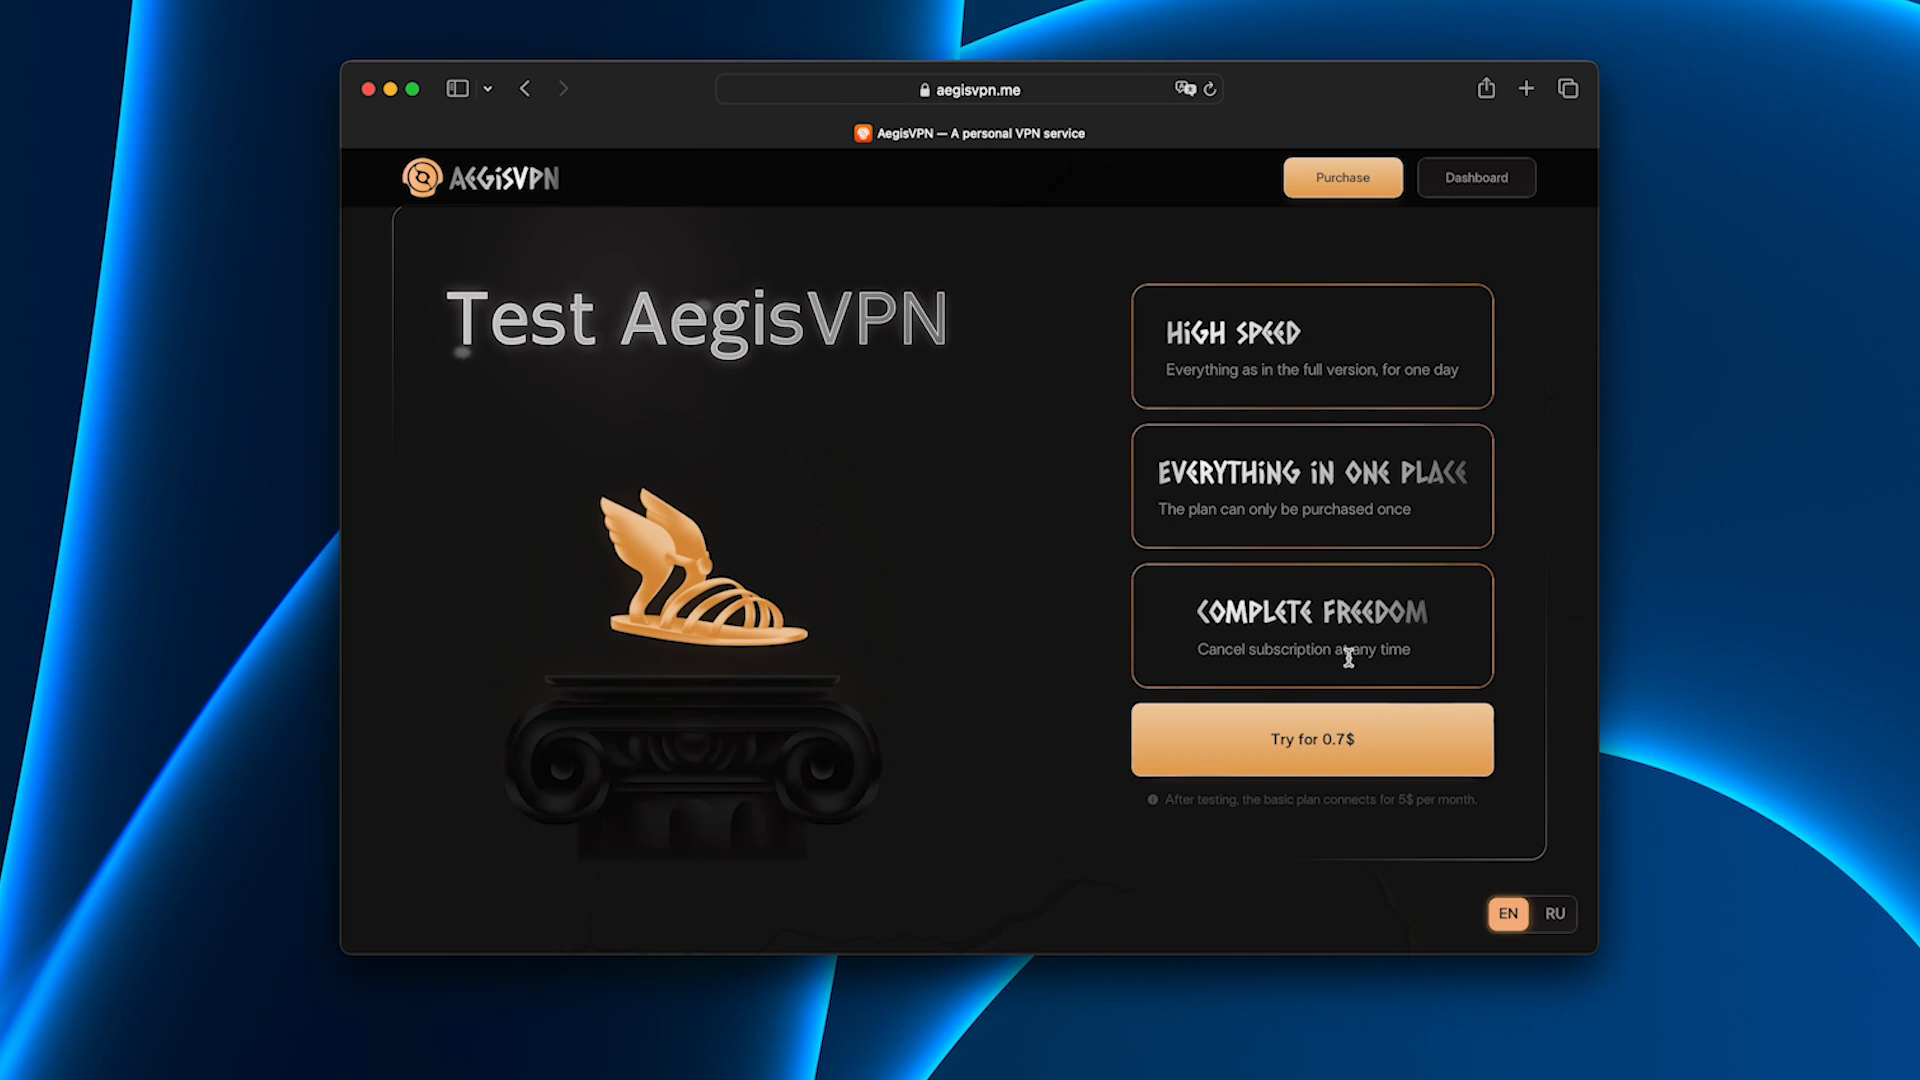 aegisvpn.me
AegisVPN — A personal VPN service
AEGiSVPN
Purchase
Dashboard
Test AegisVPN
HiGH SPEED
Everything as in the full version, for one day
EVERYTHiNG iN ONE PLACE
The plan can only be purchased once
COMPLETE FREEDOM
Cancel subscription at any time
Try for 0.7$
After testing, the basic plan connects for 5$ per month.
EN
RU